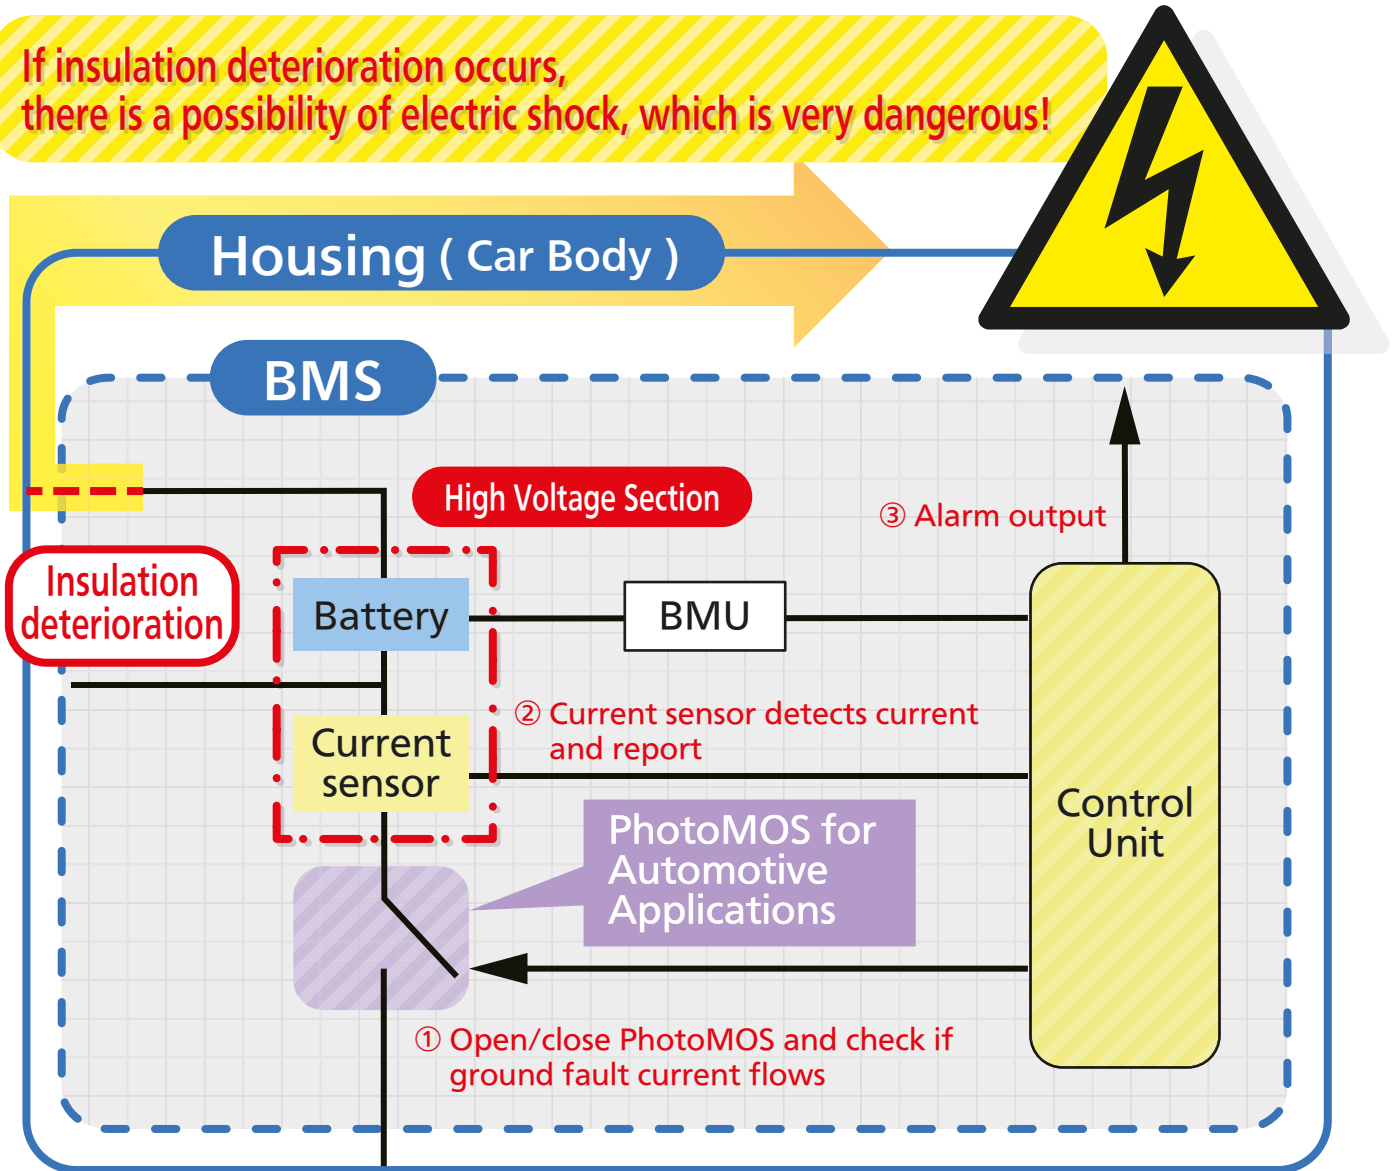 If insulation deterioration occurs,
there is a possibility of electric shock, which is very dangerous!
Housing ( Car Body )
BMS
High Voltage Section
③ Alarm output
Insulation
deterioration
Battery
BMU
② Current sensor detects current
and report
Current
sensor
Control
Unit
PhotoMOS for
Automotive
Applications
① Open/close PhotoMOS and check if
ground fault current flows